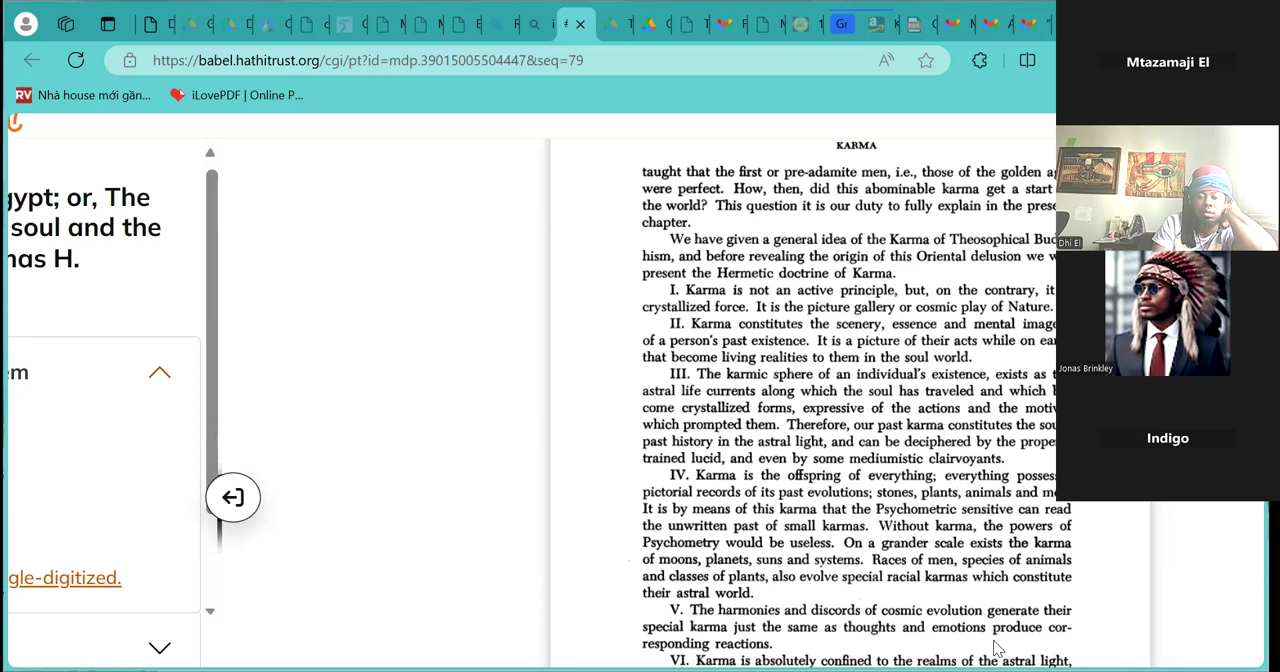 Gr
https://babel.hathitrust.org/cgi/pt?id=mdp.39015005504447&seq=79
RV Nhà house mới gần...
iLovePDF | Online P...
gypt; or, The
soul and the
nas H.
em
gle-digitized.
KARMA
taught that the first or pre-adamite men, i.e., those of the golden
were perfect. How, then, did this abominable karma get a start
the world? This question it is our duty to fully explain in the
chapter.
We have given a general idea of the Karma of Theosophical
hism, and before revealing the origin of this Oriental delusion we
present the Hermetic doctrine of Karma.
I. Karma is not an active principle, but, on the contrary, it
crystallized force. It is the picture gallery or cosmic play of Nature.
II. Karma constitutes the scenery, essence and mental
of a person's past existence. It is a picture of their acts while on
that become living realities to them in the soul world.
III. The karmic sphere of an individual's existence, exists as
astral life currents along which the soul has traveled and which
come crystallized forms, expressive of the actions and the
which prompted them. Therefore, our past karma constitutes the
past history in the astral light, and can be deciphered by the
trained lucid, and even by some mediumistic clairvoyants.
IV. Karma is the offspring of everything; everything
pictorial records of its past evolutions; stones, plants, animals and
It is by means of this karma that the Psychometric sensitive can read
the unwritten past of small karmas. Without karma, the powers of
Psychometry would be useless. On a grander scale exists the karma
of moons, planets, suns and systems. Races of men, species of animals
and classes of plants, also evolve special racial karmas which constitute
their astral world.
V. The harmonies and discords of cosmic evolution generate their
special karma just the same as thoughts and emotions produce cor-
responding reactions.
VI. Karma is absolutely confined to the realms of the astral light,
Mtazamaji El
Dhi El
Jonas Brinkley
Indigo